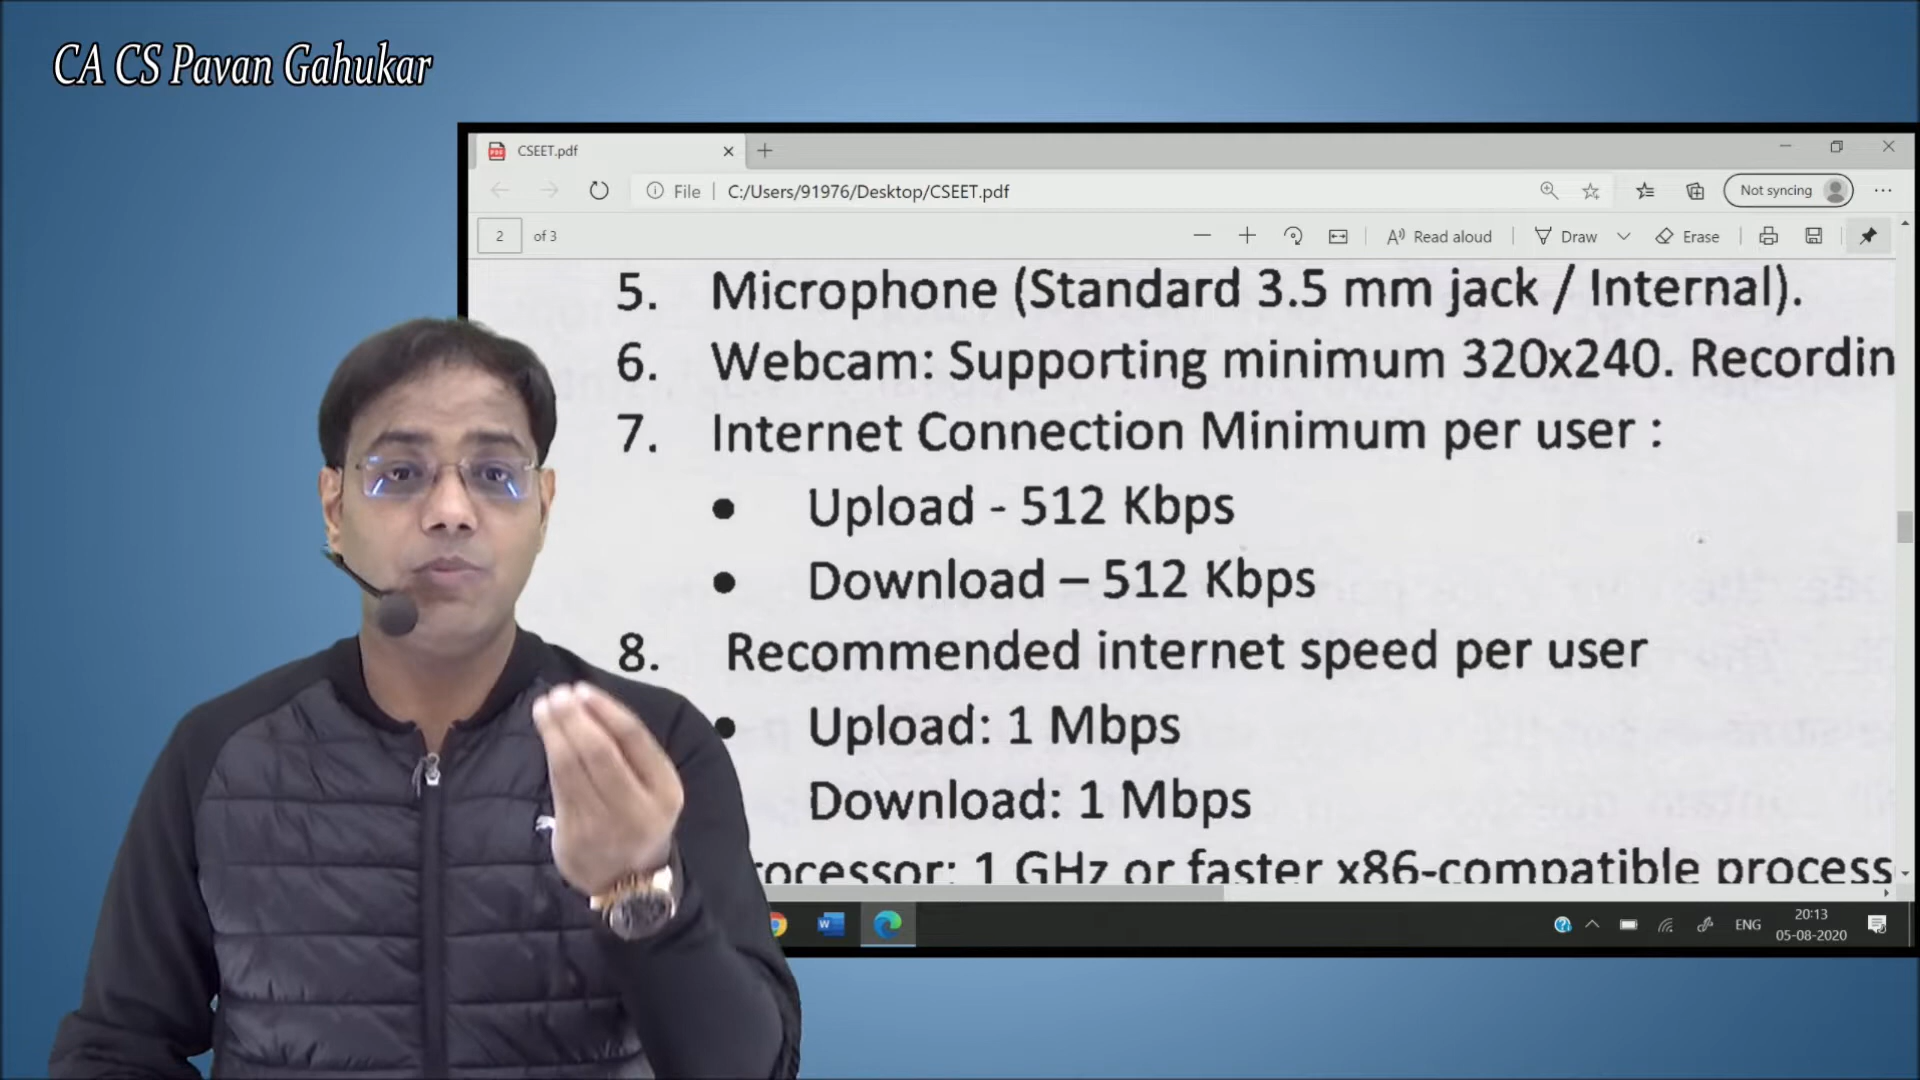 CA CS Pavan Gahukar
CSEET.pdf
File
C:/Users/91976/Desktop/CSEET.pdf
Not syncing
2 of 3
Read aloud
Draw
Erase
5. Microphone (Standard 3.5 mm jack / Internal).
6. Webcam: Supporting minimum 320x240. Recordin
7. Internet Connection Minimum per user :
• Upload - 512 Kbps
• Download – 512 Kbps
8. Recommended internet speed per user
• Upload: 1 Mbps
Download: 1 Mbps
rocessor: 1 GHz or faster x86-compatible process
ENG
20:13
05-08-2020